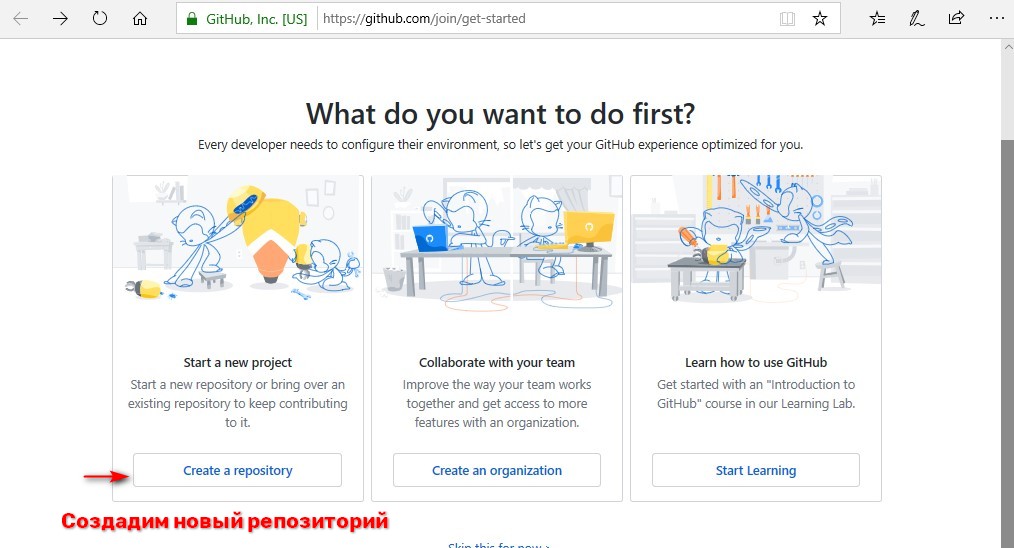 GitHub, Inc. [US] https://github.com/join/get-started
What do you want to do first?
Every developer needs to configure their environment, so let's get your GitHub experience optimized for you.
Start a new project
Start a new repository or bring over an
existing repository to keep contributing
to it.
Create a repository
Collaborate with your team
Improve the way your team works
together and get access to more
features with an organization.
Create an organization
Learn how to use GitHub
Get started with an "Introduction to
GitHub" course in our Learning Lab.
Start Learning
Создадим новый репозиторий
Skip this for now >